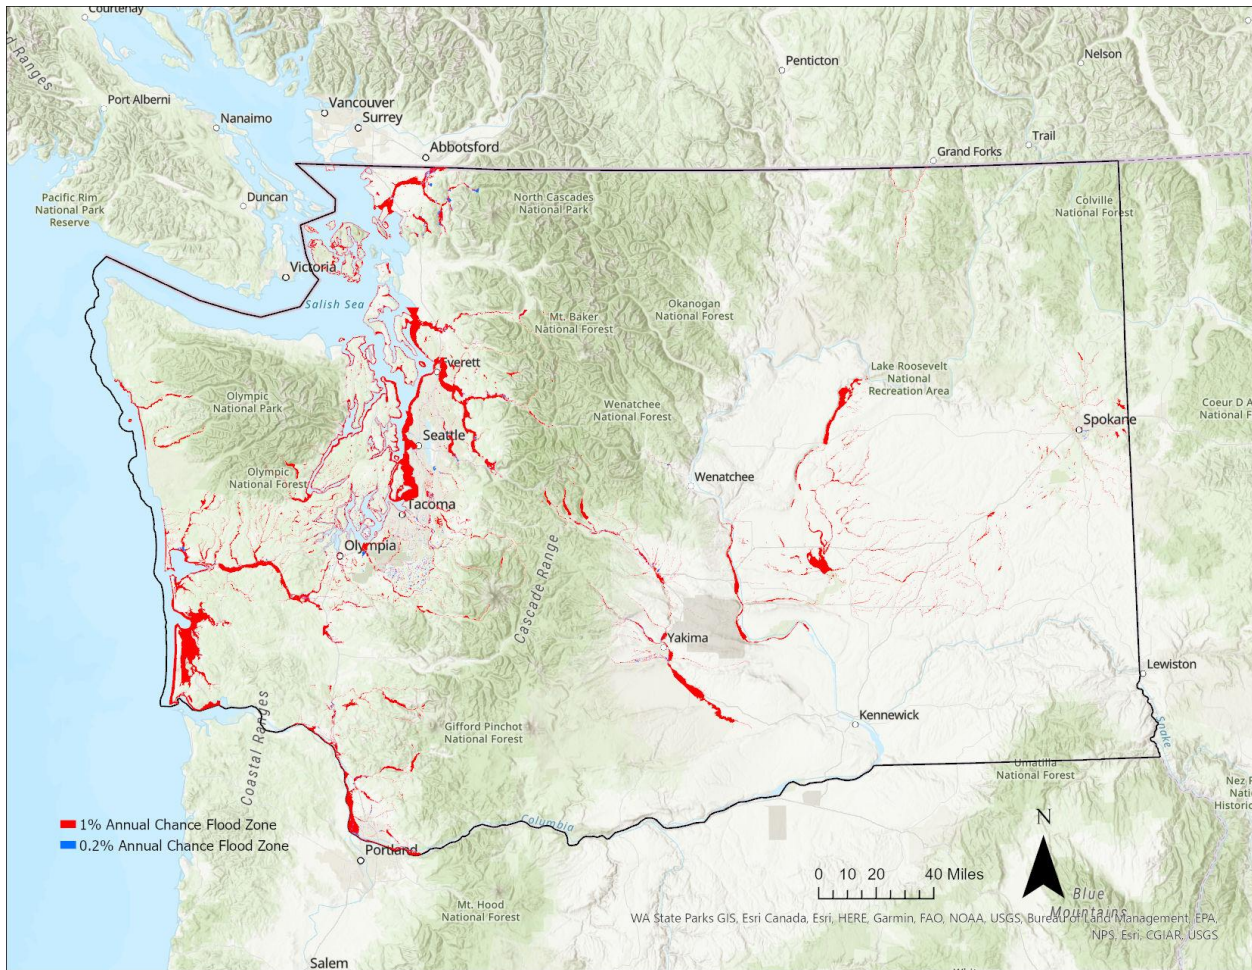 Courtenay
d Ranges
Port Alberni
Nanaimo
Vancouver
Surrey
Abbotsford
Penticton
Nelson
Trail
Grand Forks
Pacific Rim
National Park
Reserve
Duncan
Victoria
Salish Sea
North Cascades
National Park
Colville
National Forest
Okanogan
National Forest
Mt. Baker
National Forest
Everett
Lake Roosevelt
National
Recreation Area
Olympic
National Park
Wenatchee
National Forest
Coeur D A
National F
Seattle
Spokane
Olympic
National Forest
Wenatchee
Tacoma
Olympia
Cascade Range
Yakima
Lewiston
Gifford Pinchot
National Forest
Kennewick
Snake
Coastal Ranges
Umatilla
National Forest
Nez P
Natio
Historic
1% Annual Chance Flood Zone
0.2% Annual Chance Flood Zone
Columbia
Portland
N
0 10 20 40 Miles
Mt. Hood
National Forest
Blue
Mountains
WA State Parks GIS, Esri Canada, Esri, HERE, Garmin, FAO, NOAA, USGS, Bureau of Land Management, EPA,
NPS, Esri, CGIAR, USGS
Salem